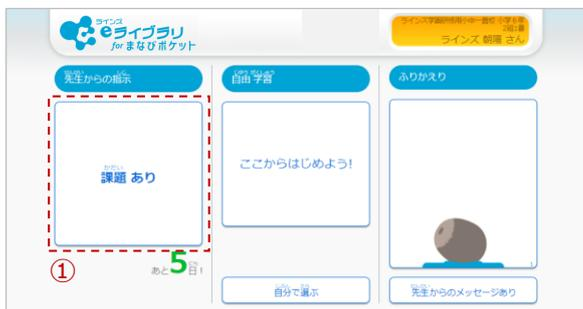 ラインズ
eライブラリ
for まなびポケット
ラインズ学園研修用小中一貫校 小学6年
2組1番
ラインズ 朝陽 さん
先生からの指示
自由 学習
ふりかえり
課題 あり
ここからはじめよう!
①
あと5日!
自分で選ぶ
先生からのメッセージあり